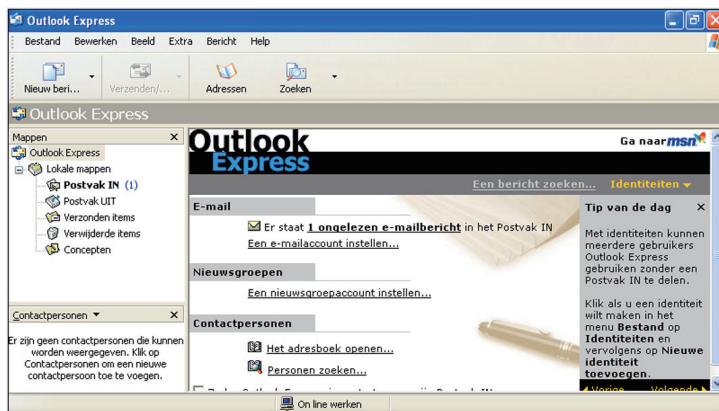 Outlook Express
Bestand Bewerken Beeld Extra Bericht Help
Nieuw beri... Verzenden/... Adressen Zoeken
Outlook Express
Mappen
Outlook Express
Lokale mappen
Postvak IN (1)
Postvak UIT
Verzonden items
Verwijderde items
Concepten
Contactpersonen
Er zijn geen contactpersonen die kunnen
worden weergegeven. Klik op
Contactpersonen om een nieuwe
contactpersoon toe te voegen.
Outlook
Express
Ga naar msn
Een bericht zoeken... Identiteiten
E-mail
Er staat 1 ongelezen e-mailbericht in het Postvak IN
Een e-mailaccount instellen...
Nieuwsgroepen
Een nieuwsgroepaccount instellen...
Contactpersonen
Het adresboek openen...
Personen zoeken...
Tip van de dag
Met identiteiten kunnen
meerdere gebruikers
Outlook Express
gebruiken zonder een
Postvak IN te delen.
Klik als u een identiteit
wilt maken in het
menu Bestand op
Identiteiten en
vervolgens op Nieuwe
identiteit
toevoegen.
Vorige Volgende
On line werken